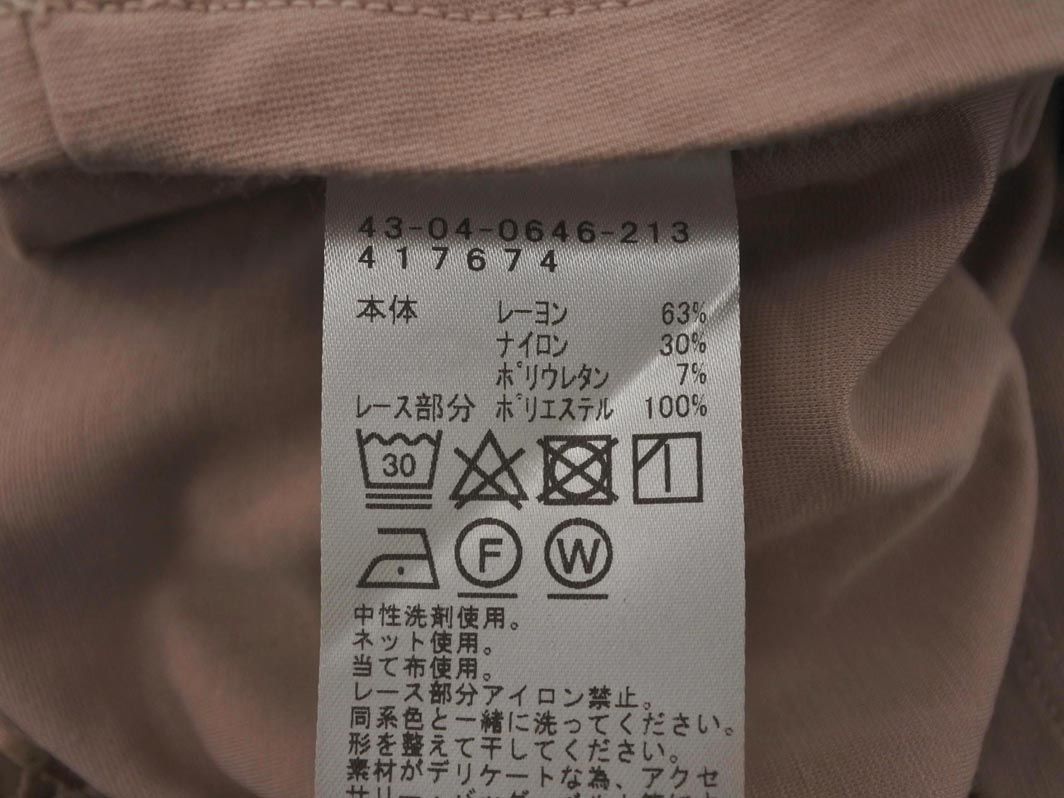 43-04-0646-213
417674
本体 レーヨン 63%
ナイロン 30%
ポリウレタン 7%
レース部分 ポリエステル 100%
30
F W
中性洗剤使用。
ネット使用。
当て布使用。
レース部分アイロン禁止。
同系色と一緒に洗ってください。
形を整えて干してください。
素材がデリケートな為、アクセ